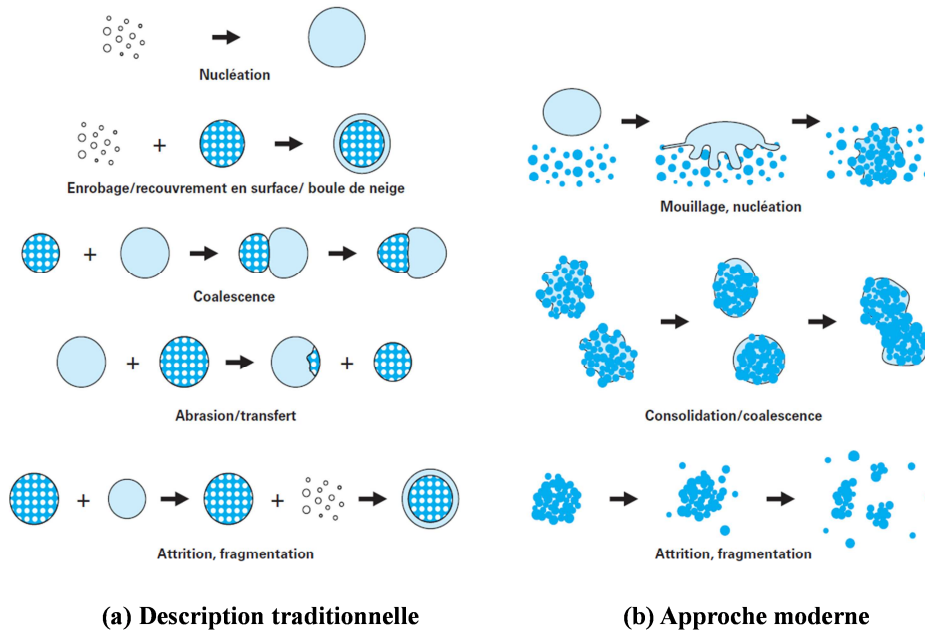 Nucléation
+
Enrobage/recouvrement en surface/ boule de neige
+
Coalescence
+ +
Abrasion/transfert
+ +
Attrition, fragmentation
(a) Description traditionnelle
Mouillage, nucléation
Consolidation/coalescence
Attrition, fragmentation
(b) Approche moderne